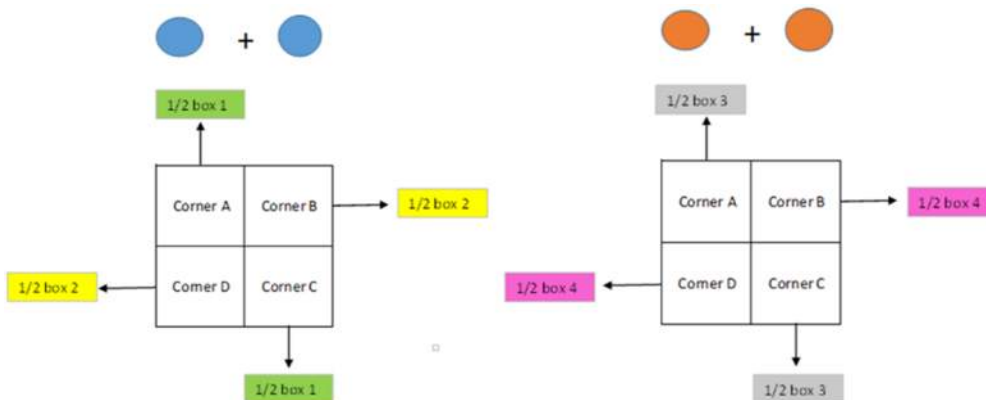 +
+
1/2 box 1
1/2 box 3
Corner A
Corner B
1/2 box 2
Corner D
Corner C
1/2 box 2
1/2 box 1
Corner A
Corner B
1/2 box 4
Corner D
Corner C
1/2 box 4
1/2 box 3